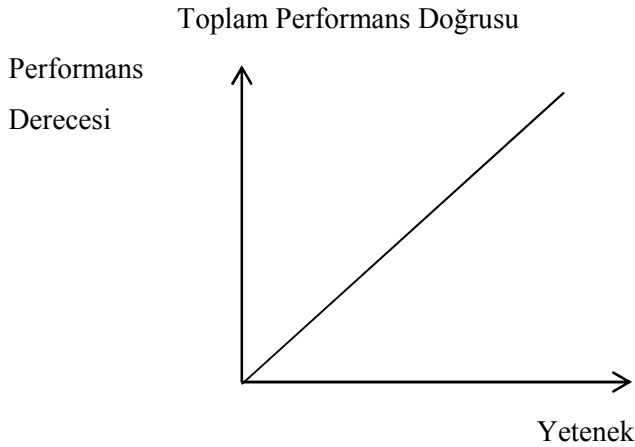 Toplam Performans Doğrusu
Performans
Derecesi
Yetenek